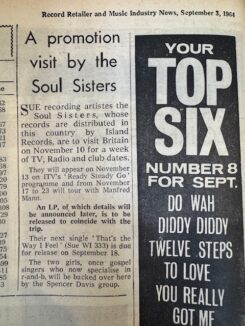 Record Retailer and Music Industry News, September 3, 1964
A promotion
visit by the
Soul Sisters
SUE recording artistes the
Soul Sisters, whose
records are distributed in
this country by Island
Records, are to visit Britain
on November 10 for a week
of TV, Radio and club dates.
They will appear on November
13 on ITV's 'Ready Steady Go'
programme and from November
17 to 23 will tour with Manfred
Mann.
An LP, of which details will
be announced later, is to be
released to coincide with the
trip.
Their next single 'That's the
Way I Feel' (Sue WI 333) is due
for release on September 18.
The two girls, once gospel
singers who now specialise in
r-and-b, will be backed over here
by the Spencer Davis group.
YOUR
TOP
SIX
NUMBER 8
FOR SEPT.
DO WAH
DIDDY DIDDY
TWELVE STEPS
TO LOVE
YOU REALLY
GOT ME